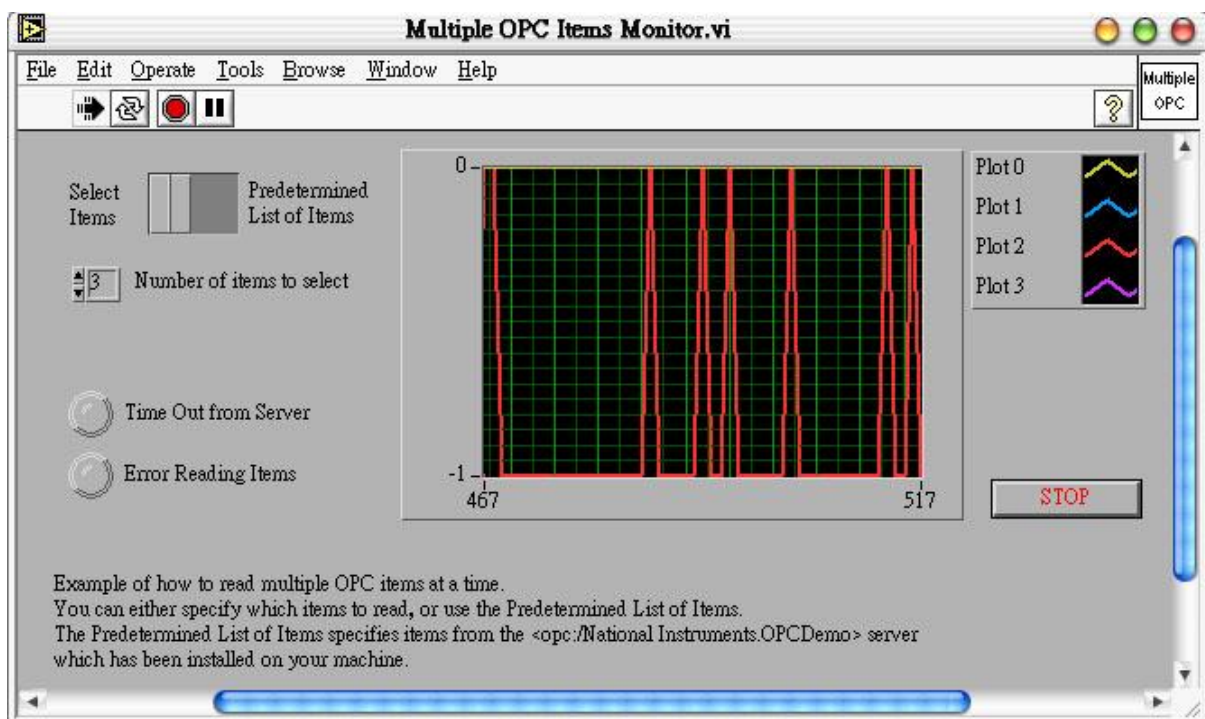 Multiple OPC Items Monitor.vi
File Edit Operate Tools Browse Window Help
Multiple
OPC
Select
Items
Predetermined
List of Items
3 Number of items to select
Time Out from Server
Error Reading Items
0
-1
467 517
Plot 0
Plot 1
Plot 2
Plot 3
STOP
Example of how to read multiple OPC items at a time.
You can either specify which items to read, or use the Predetermined List of Items.
The Predetermined List of Items specifies items from the <opc:/National Instruments.OPCDemo> server
which has been installed on your machine.